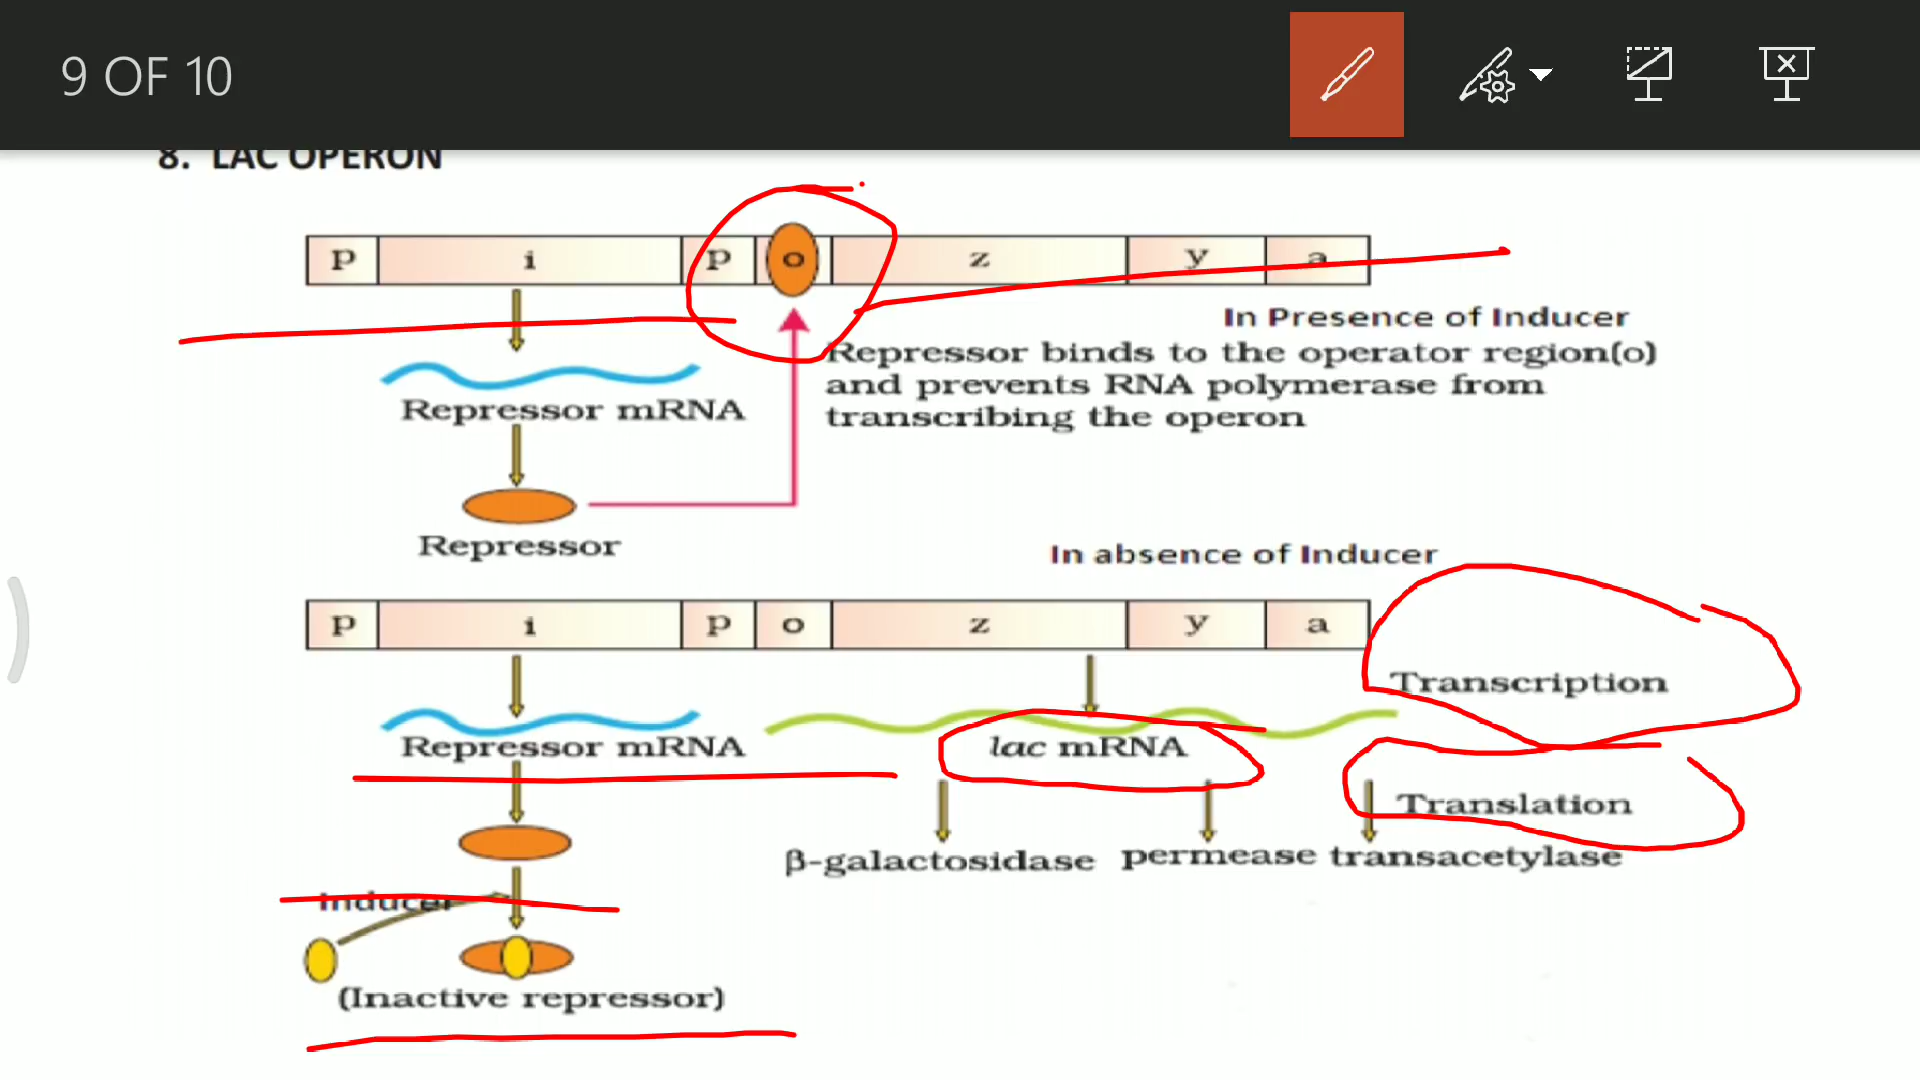 9 OF 10
8. LAC OPERON
p i p o z y a
In Presence of Inducer
Repressor binds to the operator region(o)
and prevents RNA polymerase from
transcribing the operon
Repressor mRNA
Repressor
In absence of Inducer
p i p o z y a
Transcription
Repressor mRNA
lac mRNA
Translation
β-galactosidase permease transacetylase
Inducer
(Inactive repressor)